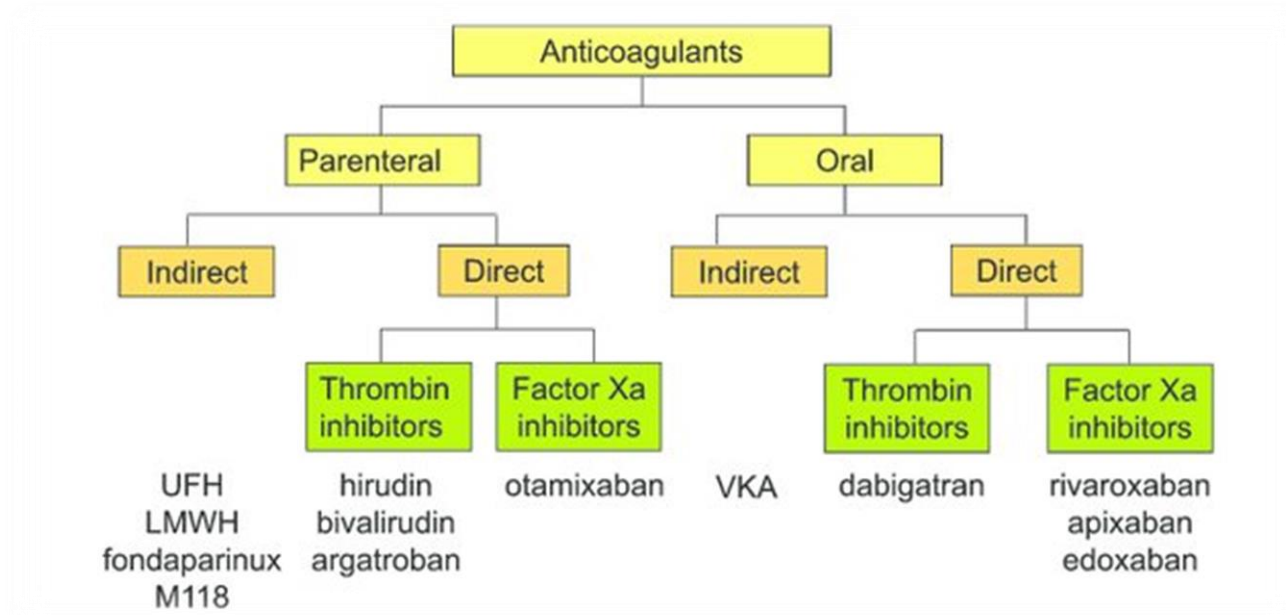 Anticoagulants
Parenteral
Oral
Indirect
Direct
Indirect
Direct
Thrombin
inhibitors
Factor Xa
inhibitors
Thrombin
inhibitors
Factor Xa
inhibitors
UFH
LMWH
fondaparinux
M118
hirudin
bivalirudin
argatroban
otamixaban
VKA
dabigatran
rivaroxaban
apixaban
edoxaban